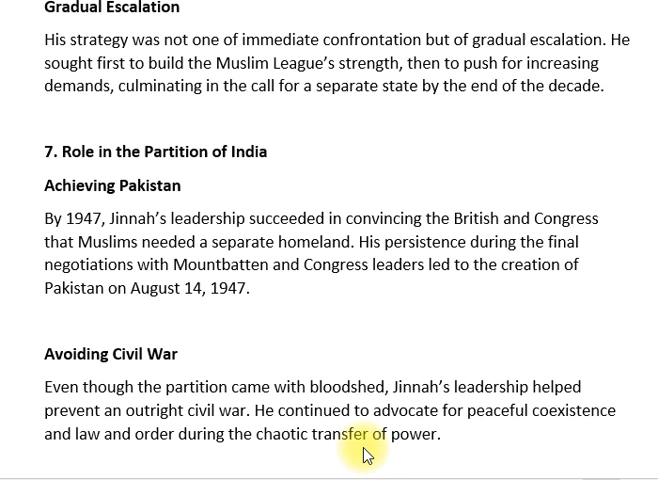 Gradual Escalation
His strategy was not one of immediate confrontation but of gradual escalation. He
sought first to build the Muslim League’s strength, then to push for increasing
demands, culminating in the call for a separate state by the end of the decade.
7. Role in the Partition of India
Achieving Pakistan
By 1947, Jinnah’s leadership succeeded in convincing the British and Congress
that Muslims needed a separate homeland. His persistence during the final
negotiations with Mountbatten and Congress leaders led to the creation of
Pakistan on August 14, 1947.
Avoiding Civil War
Even though the partition came with bloodshed, Jinnah’s leadership helped
prevent an outright civil war. He continued to advocate for peaceful coexistence
and law and order during the chaotic transfer of power.